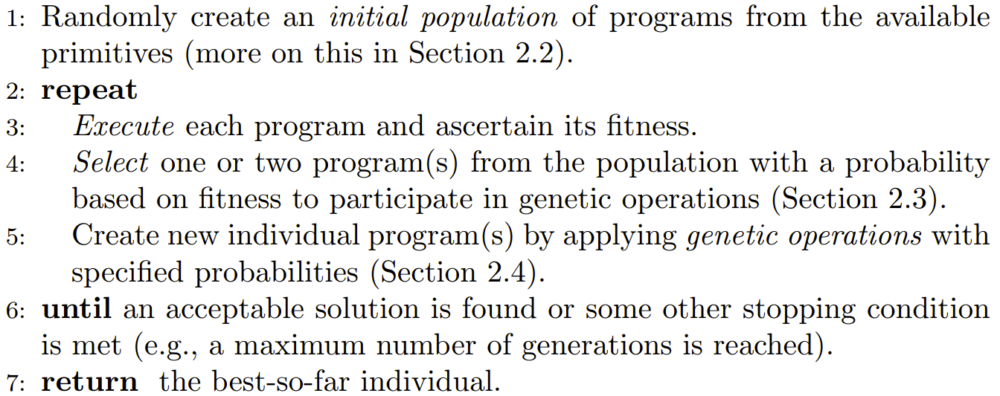 1: Randomly create an initial population of programs from the available
primitives (more on this in Section 2.2).
2: repeat
3: Execute each program and ascertain its fitness.
4: Select one or two program(s) from the population with a probability
based on fitness to participate in genetic operations (Section 2.3).
5: Create new individual program(s) by applying genetic operations with
specified probabilities (Section 2.4).
6: until an acceptable solution is found or some other stopping condition
is met (e.g., a maximum number of generations is reached).
7: return the best-so-far individual.